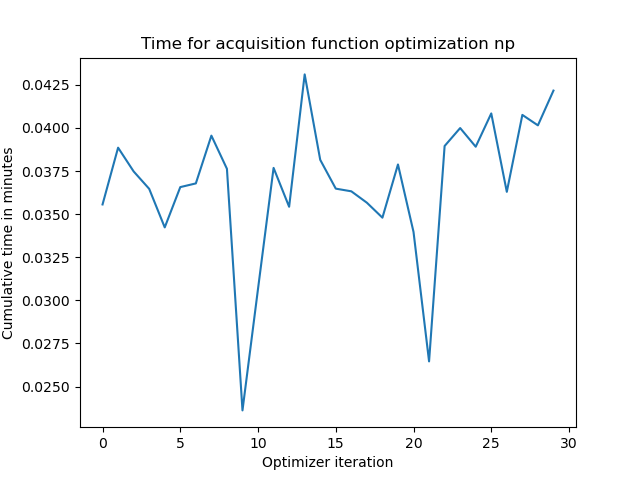 Time for acquisition function optimization np
Cumulative time in minutes
0.0425
0.0400
0.0375
0.0350
0.0325
0.0300
0.0275
0.0250
0 5 10 15 20 25 30
Optimizer iteration